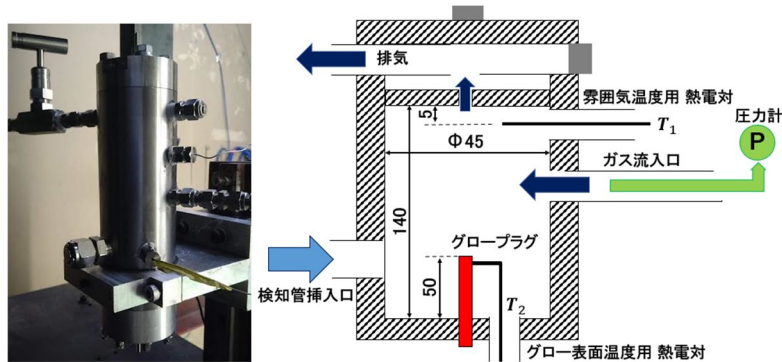 排気
雰囲気温度用 熱電対
5
T₁
圧力計
P
Φ45
ガス流入口
140
グロープラグ
検知管挿入口
50
T₂
グロー表面温度用 熱電対